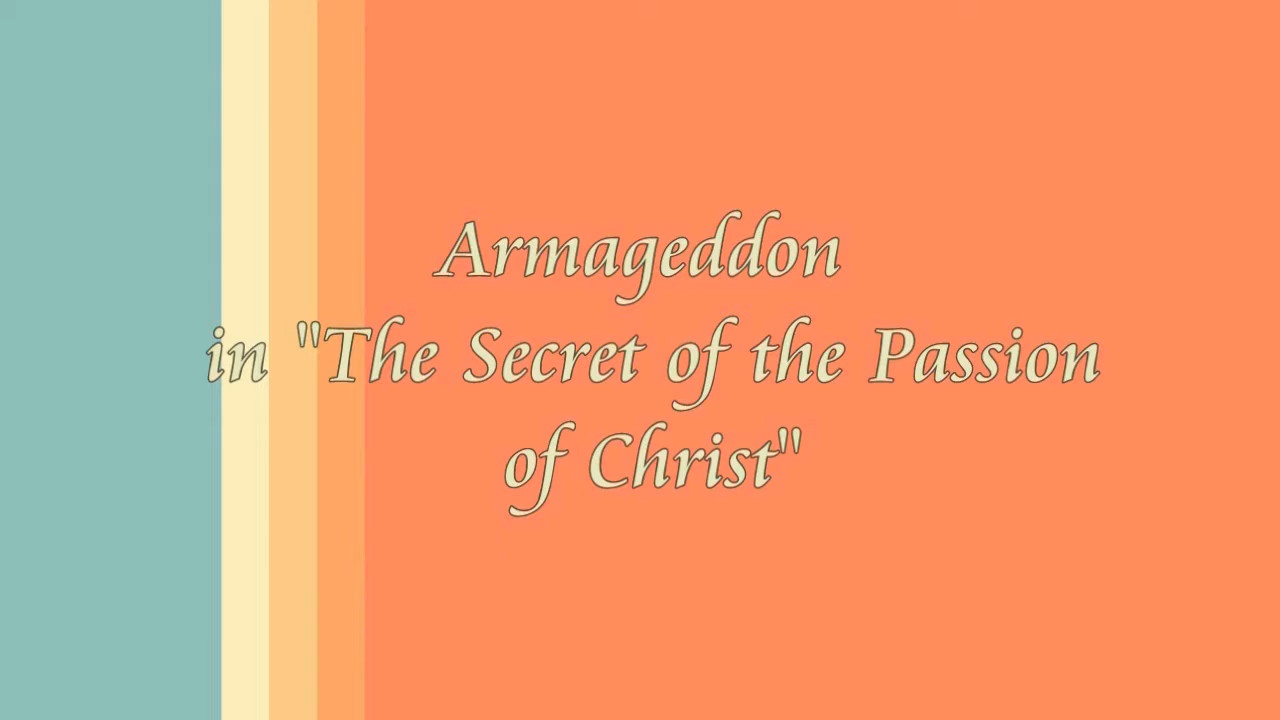 Armageddon
in "The Secret of the Passion
of Christ"